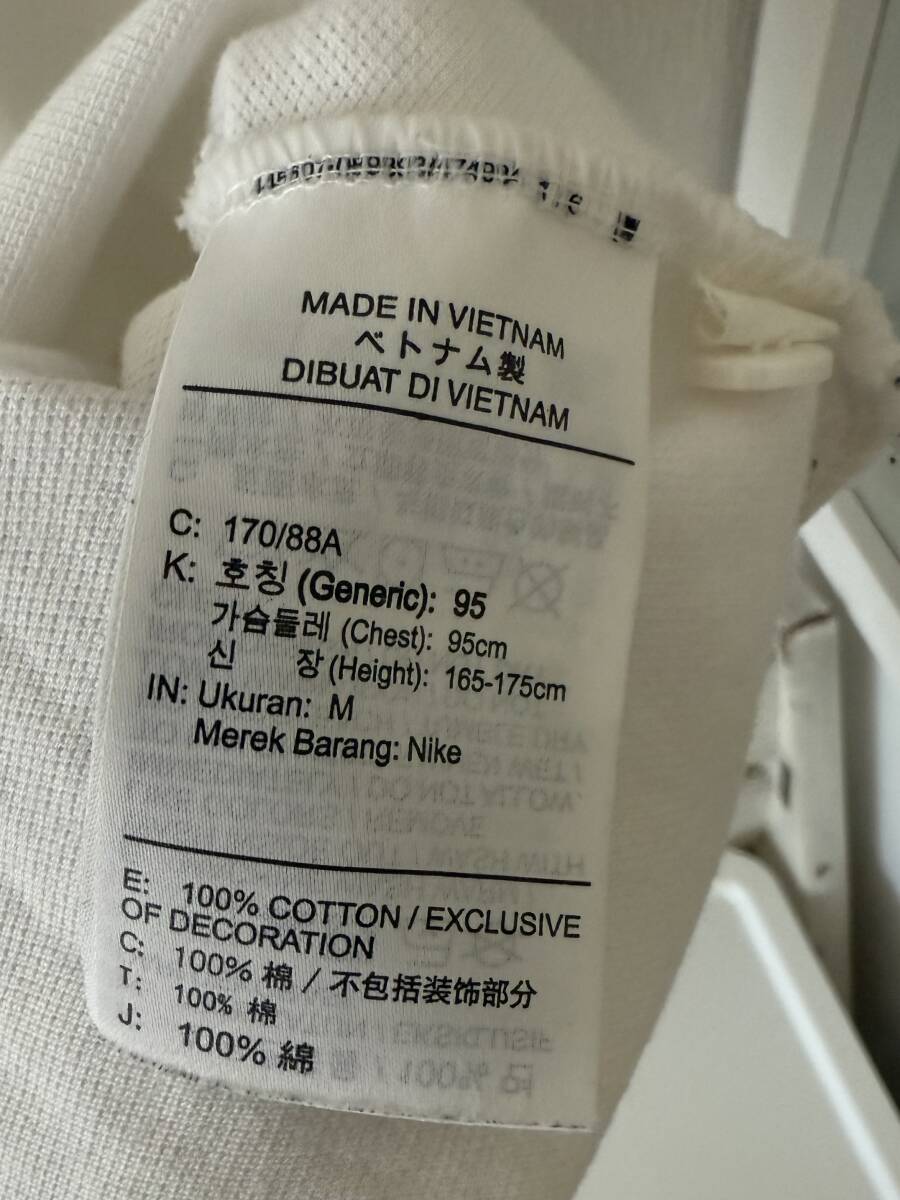 MADE IN VIETNAM
ベトナム製
DIBUAT DI VIETNAM
C: 170/88A
K: 호칭 (Generic): 95
가슴둘레 (Chest): 95cm
신 장 (Height): 165-175cm
IN: Ukuran: M
Merek Barang: Nike
E: 100% COTTON / EXCLUSIVE
OF DECORATION
C: 100% 棉 / 不包括装饰部分
T: 100% 棉
J: 100% 綿